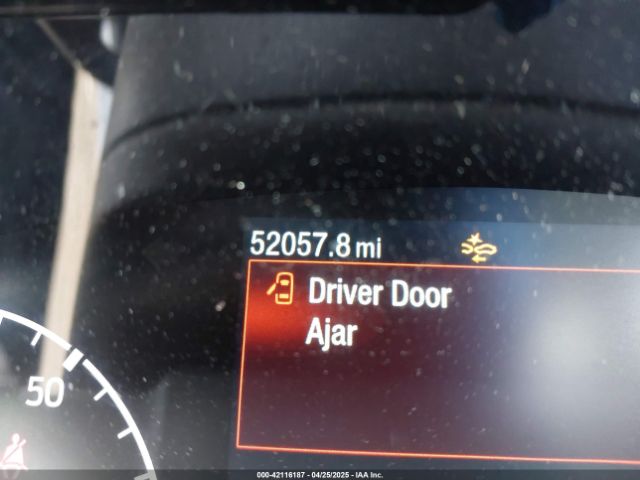 52057.8 mi
Driver Door
Ajar
50
000-42116187 - 04/25/2025 - IAA Inc.